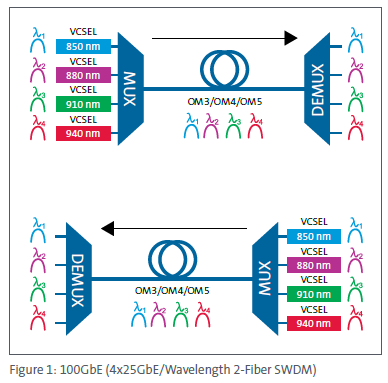 λ1 VCSEL
850 nm
λ2 VCSEL
880 nm
λ3 VCSEL
910 nm
λ4 VCSEL
940 nm
MUX
OM3/OM4/OM5
λ1 λ2 λ3 λ4
DEMUX
λ1
λ2
λ3
λ4
λ1
λ2
λ3
λ4
DEMUX
OM3/OM4/OM5
λ1 λ2 λ3 λ4
MUX
VCSEL λ1
850 nm
VCSEL λ2
880 nm
VCSEL λ3
910 nm
VCSEL λ4
940 nm
Figure 1: 100GbE (4x25GbE/Wavelength 2-Fiber SWDM)